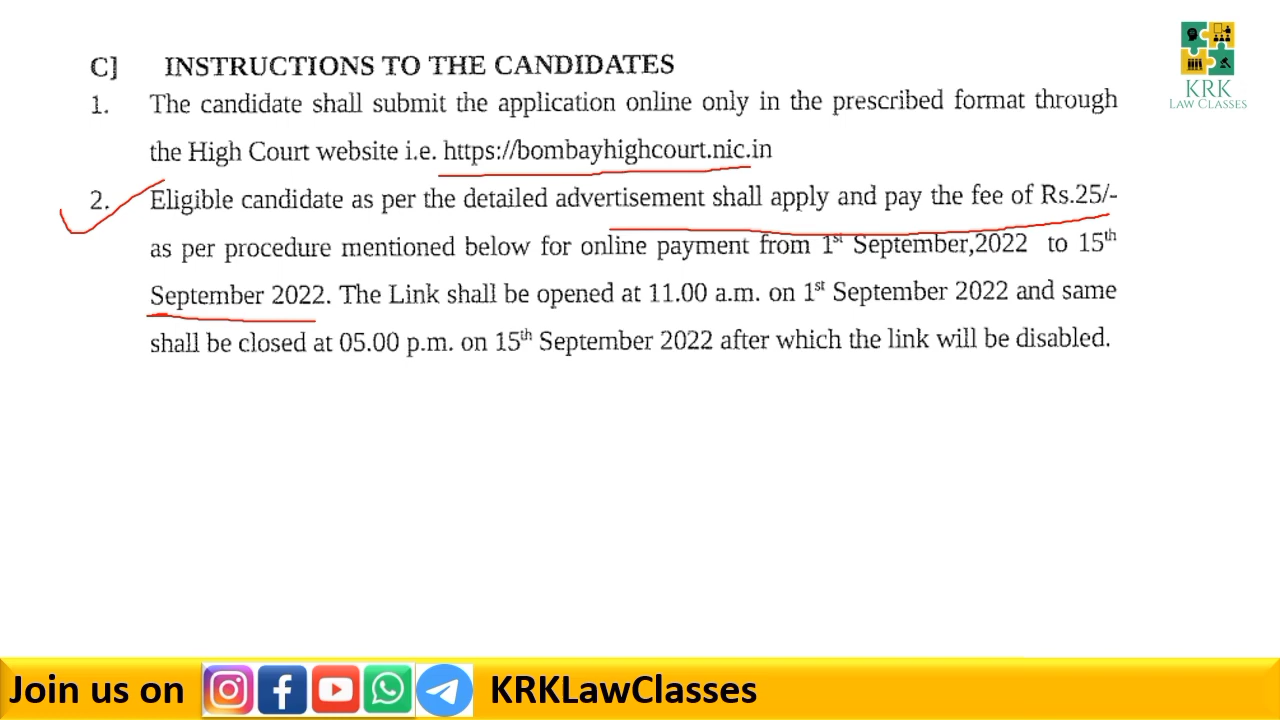 C] INSTRUCTIONS TO THE CANDIDATES
1. The candidate shall submit the application online only in the prescribed format through
the High Court website i.e. https://bombayhighcourt.nic.in
2. Eligible candidate as per the detailed advertisement shall apply and pay the fee of Rs.25/-
as per procedure mentioned below for online payment from 1st September,2022 to 15th
September 2022. The Link shall be opened at 11.00 a.m. on 1st September 2022 and same
shall be closed at 05.00 p.m. on 15th September 2022 after which the link will be disabled.
KRK
LAW CLASSES
Join us on KRKLawClasses